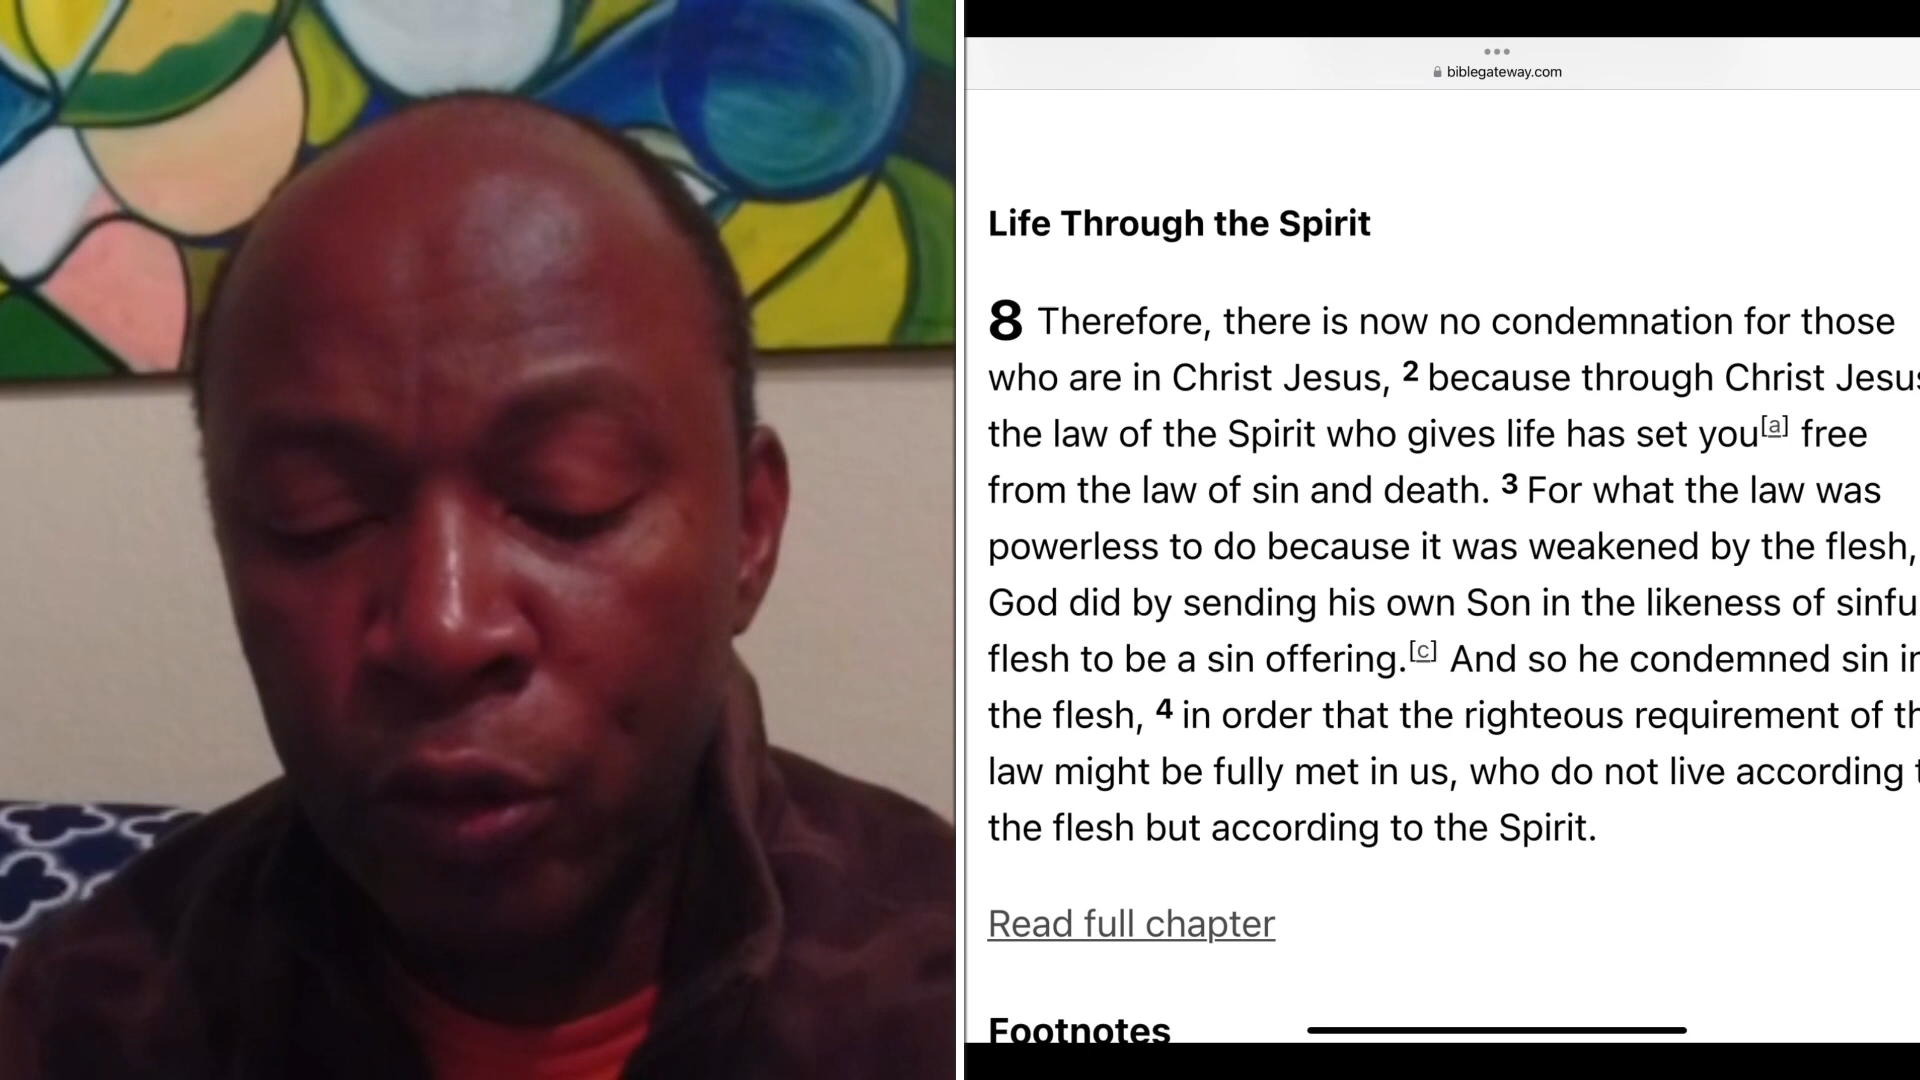 biblegateway.com
Life Through the Spirit
8 Therefore, there is now no condemnation for those
who are in Christ Jesus, 2 because through Christ Jesus
the law of the Spirit who gives life has set you[a] free
from the law of sin and death. 3 For what the law was
powerless to do because it was weakened by the flesh,
God did by sending his own Son in the likeness of sinfu
flesh to be a sin offering.[c] And so he condemned sin in
the flesh, 4 in order that the righteous requirement of th
law might be fully met in us, who do not live according t
the flesh but according to the Spirit.
Read full chapter
Footnotes